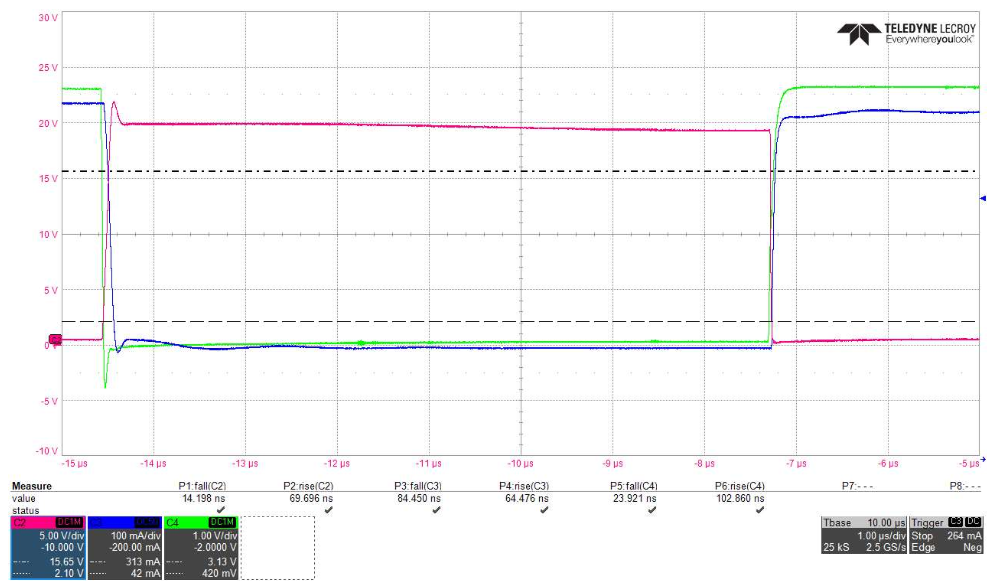 30 V
TELEDYNE LECROY
Everywhereyoulook™
25 V
20 V
15 V
10 V
5 V
0 V
-5 V
-10 V
-15 µs -14 µs -13 µs -12 µs -11 µs -10 µs -9 µs -8 µs -7 µs -6 µs -5 µs
Measure P1:fall(C2) P2:rise(C2) P3:fall(C3) P4:rise(C3) P5:fall(C4) P6:rise(C4) P7:- - - P8:- - -
value 14.198 ns 69.696 ns 84.450 ns 64.476 ns 23.921 ns 102.860 ns
status
C2 DC1M C4 DC1M
5.00 V/div 100 mA/div 1.00 V/div
-10.000 V -200.00 mA -2.0000 V
15.65 V 313 mA 3.13 V
2.10 V 42 mA 420 mV
Tbase 10.00 µs Trigger C3 DC
1.00 µs/div Stop 264 mA
25 kS 2.5 GS/s Edge Neg